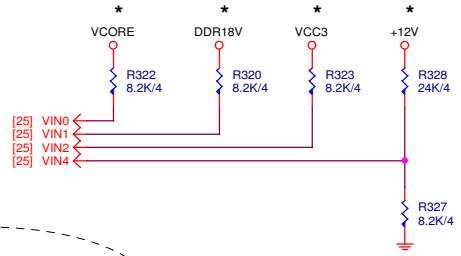 * * * *
VCORE DDR18V VCC3 +12V
R322 R320 R323 R328
8.2K/4 8.2K/4 8.2K/4 24K/4
[25] VIN0
[25] VIN1
[25] VIN2
[25] VIN4
R327
8.2K/4